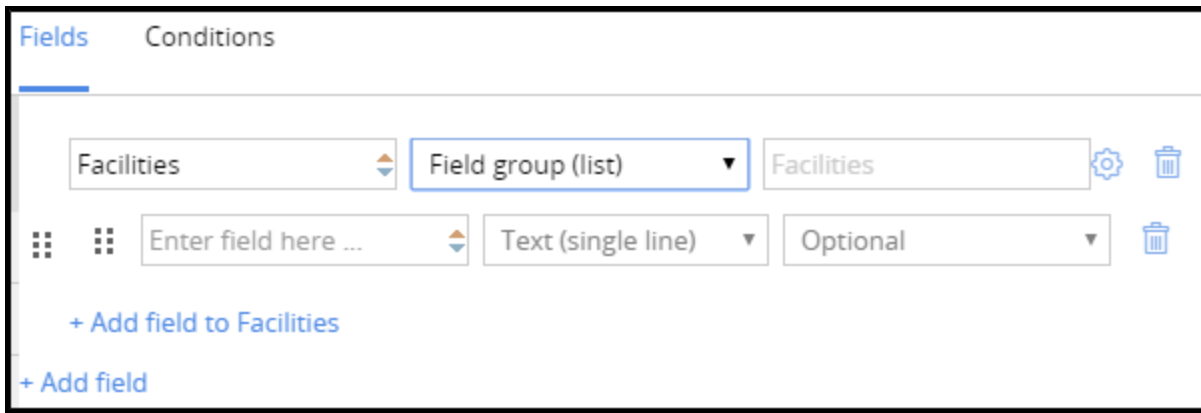 Fields Conditions
Facilities Field group (list) Facilities
Enter field here ... Text (single line) Optional
+ Add field to Facilities
+ Add field